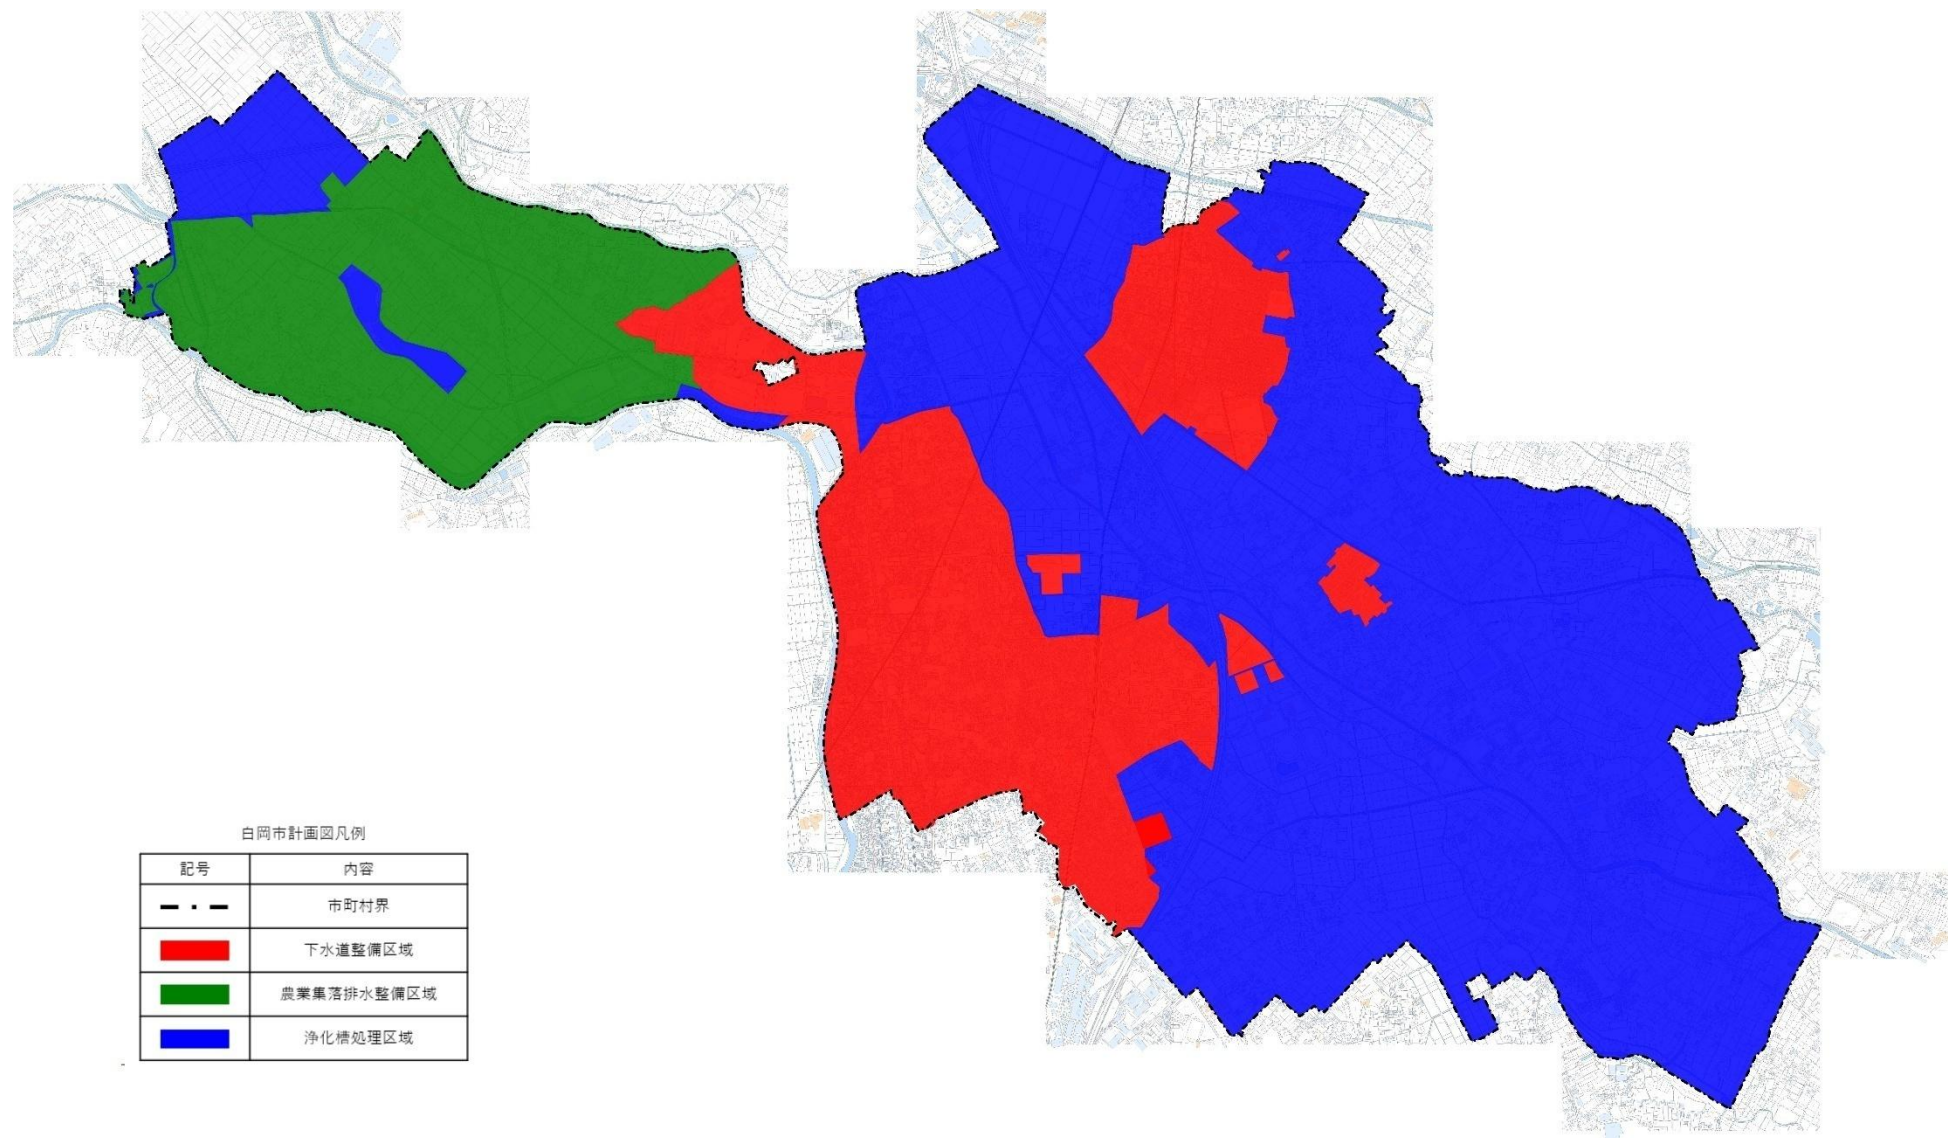 白岡市計画図凡例
記号 内容
市町村界
下水道整備区域
農業集落排水整備区域
浄化槽処理区域